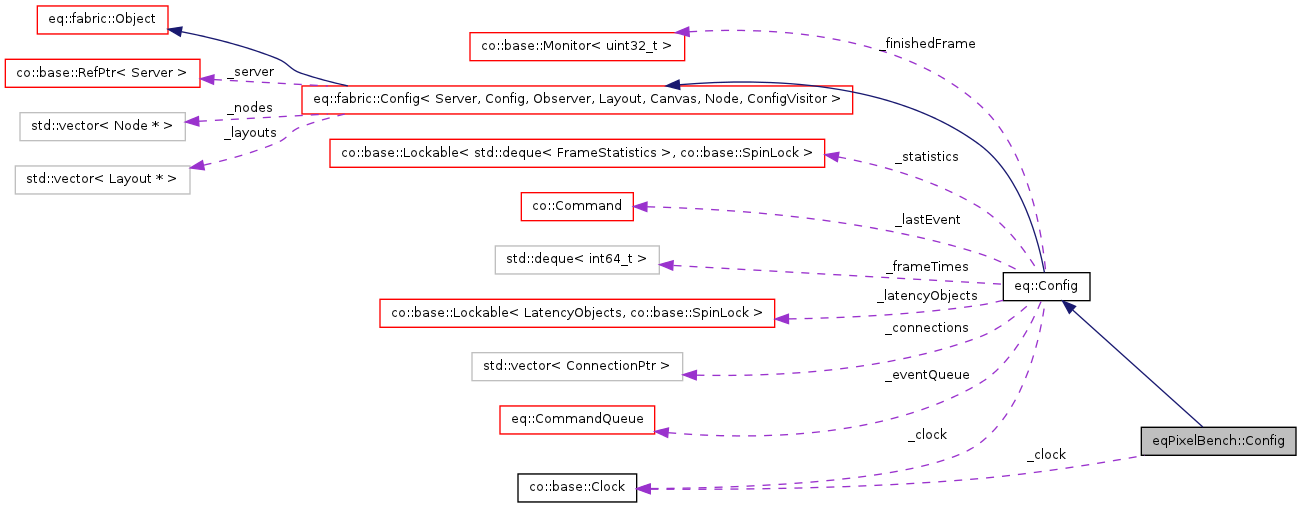 eq::fabric::Object
co::base::Monitor< uint32_t >
_finishedFrame
co::base::RefPtr< Server >
_server
eq::fabric::Config< Server, Config, Observer, Layout, Canvas, Node, ConfigVisitor >
_nodes
std::vector< Node * >
_layouts
co::base::Lockable< std::deque< FrameStatistics >, co::base::SpinLock >
_statistics
std::vector< Layout * >
co::Command
_lastEvent
std::deque< int64_t >
_frameTimes
eq::Config
_latencyObjects
co::base::Lockable< LatencyObjects, co::base::SpinLock >
_connections
std::vector< ConnectionPtr >
_eventQueue
eq::CommandQueue
_clock
eqPixelBench::Config
_clock
co::base::Clock